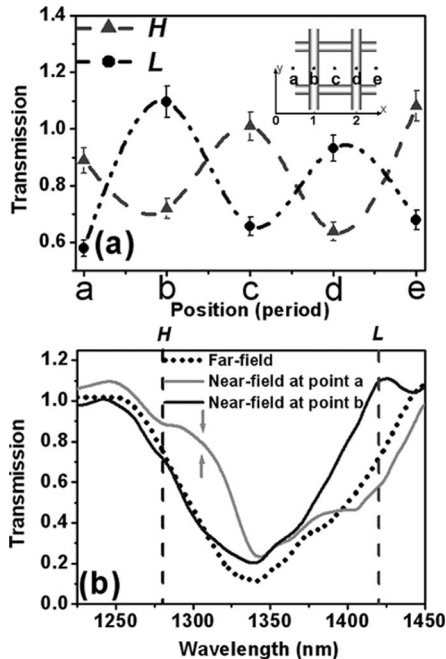 (a)
H
L
Transmission
1.4
1.2
1.0
0.8
0.6
y
a b c d e
0 1 2 x
a b c d e
Position (period)
(b)
H L
Far-field
Near-field at point a
Near-field at point b
Transmission
1.2
1.0
0.8
0.6
0.4
0.2
0.0
1250 1300 1350 1400 1450
Wavelength (nm)